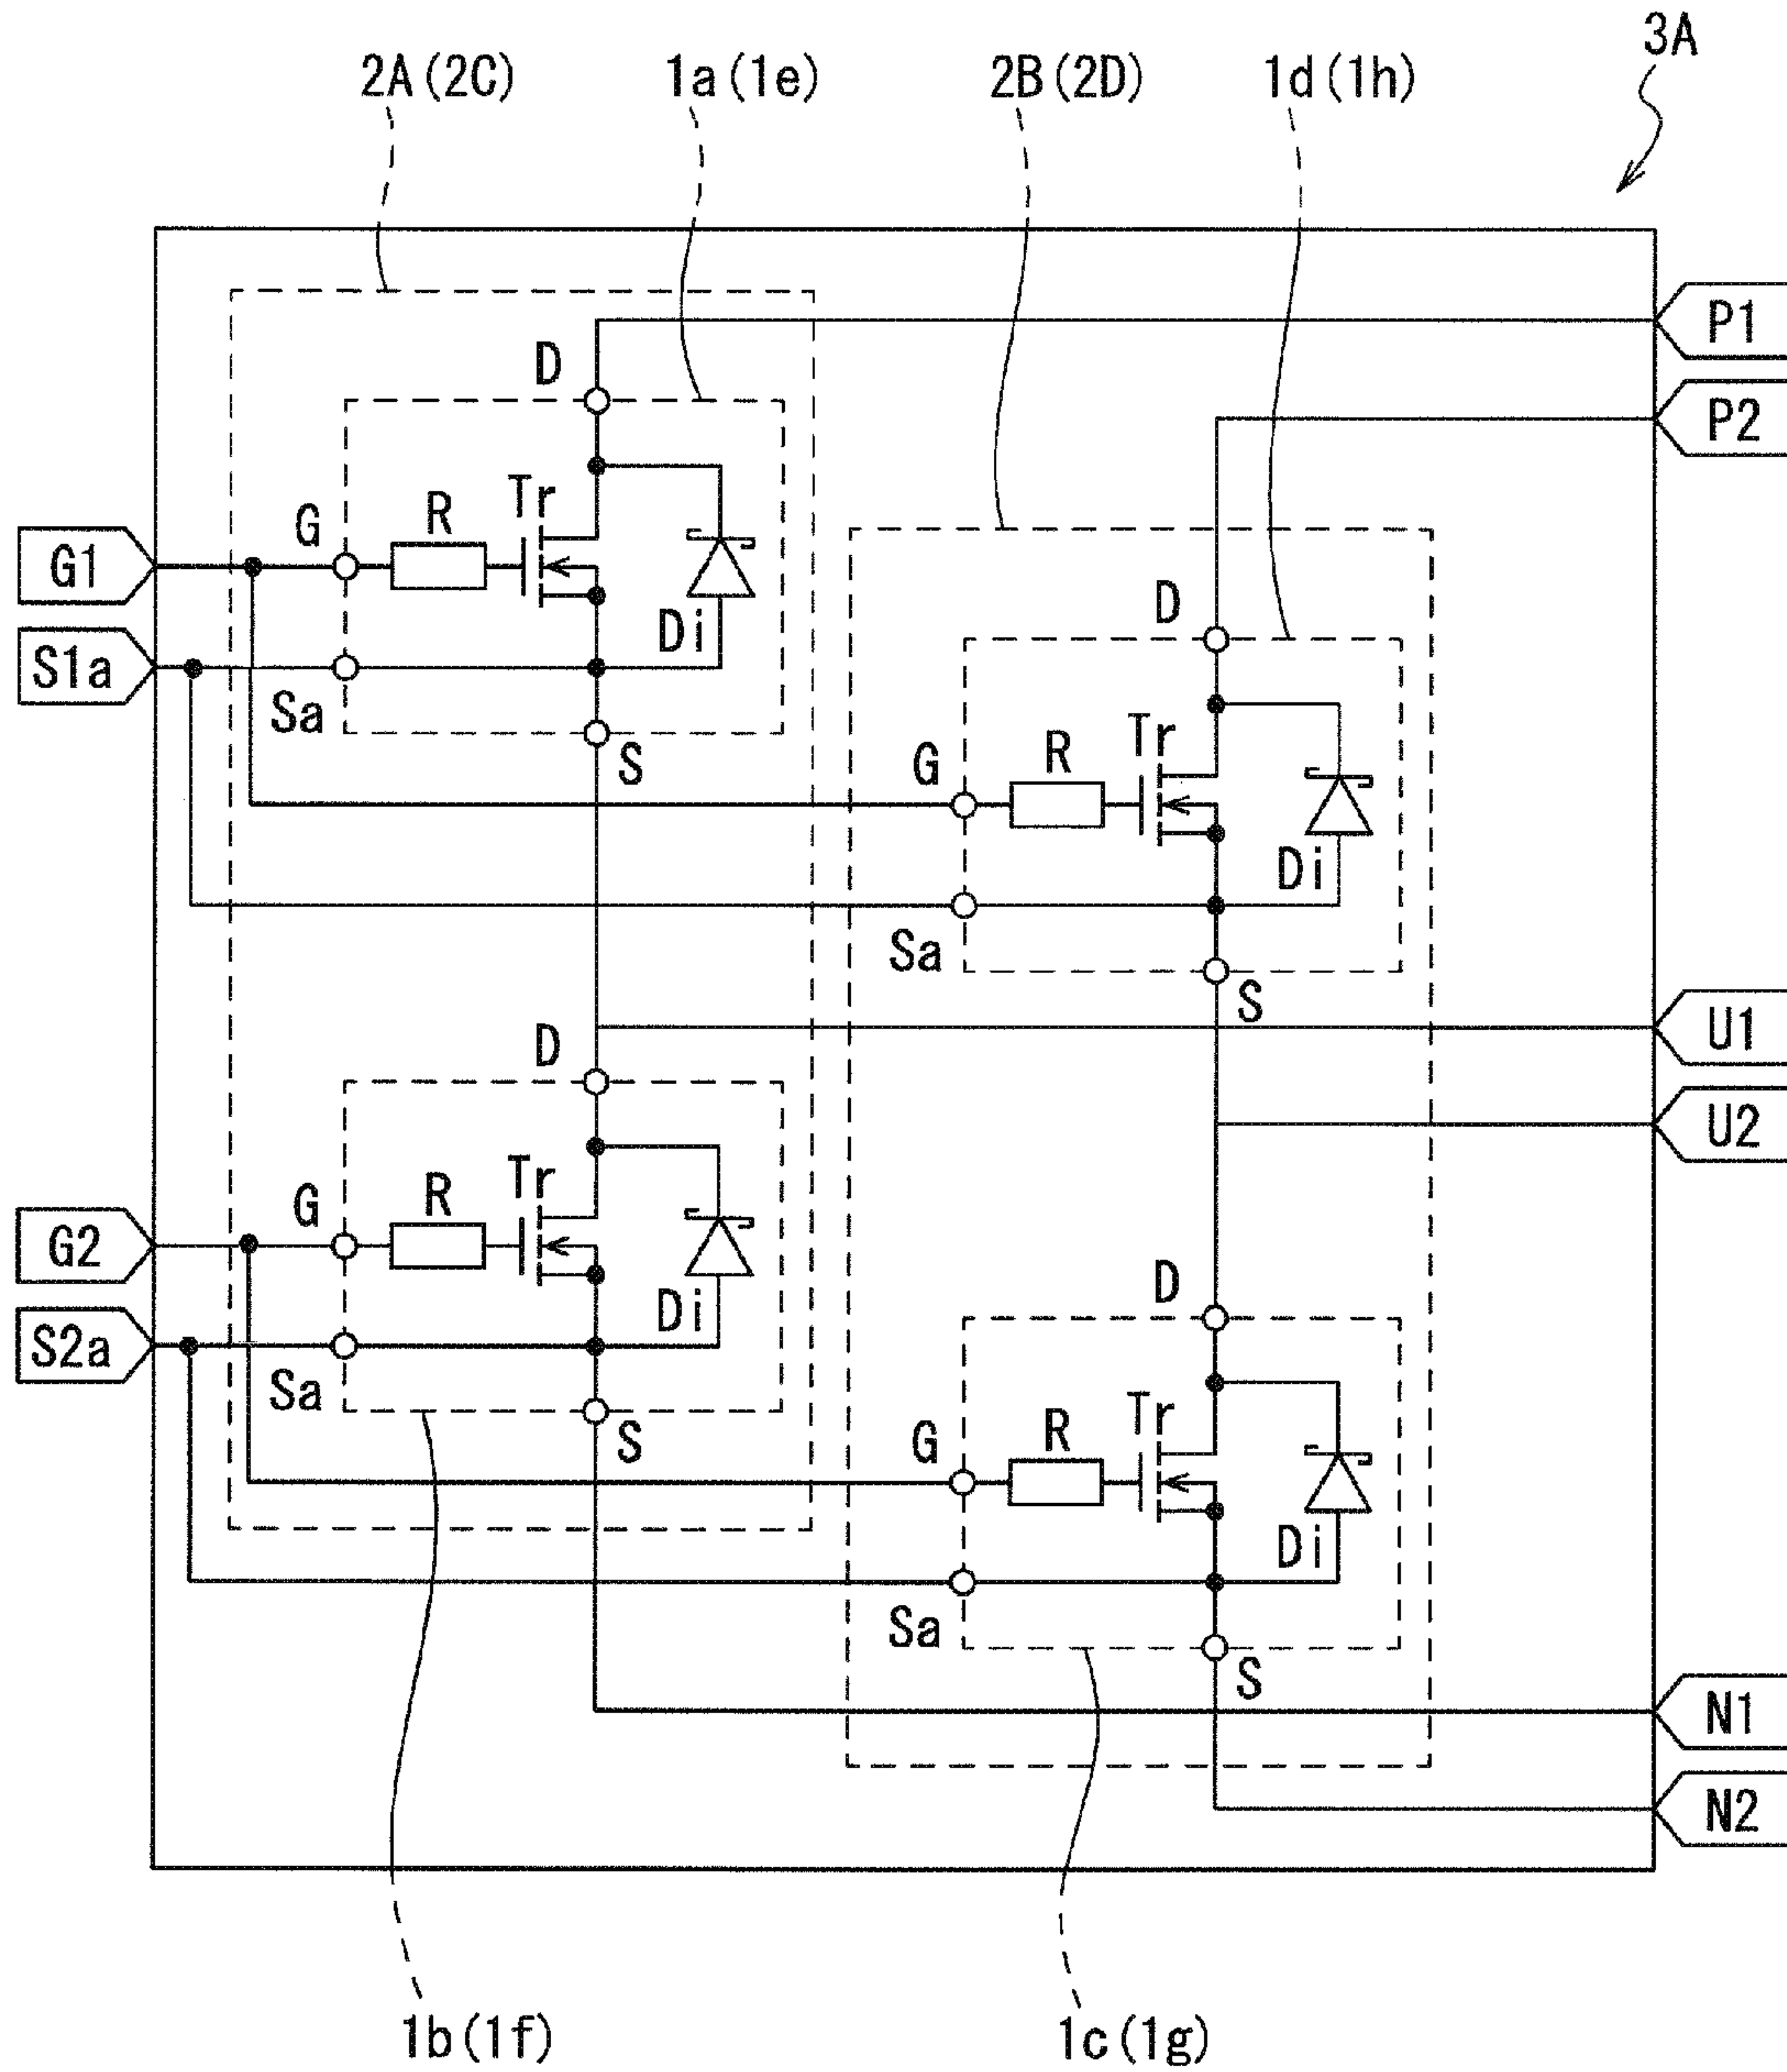 3A
2A(2C)
1a(1e)
2B(2D)
1d(1h)
P1
D
P2
Tr
R
G
G1
Di
D
S1a
Sa
S
Tr
R
G
Di
Sa
S
U1
D
U2
Tr
R
G
G2
D
Di
S2a
Sa
S
Tr
R
G
Di
Sa
S
N1
N2
1b(1f)
1c(1g)